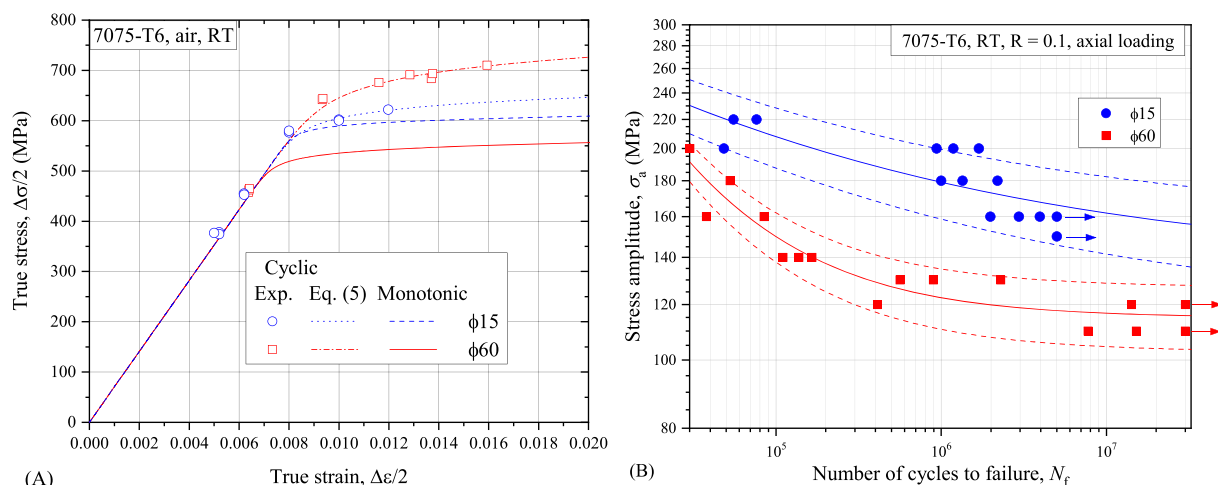 800
700
600
500
400
300
200
100
0
True stress, Δσ/2 (MPa)
7075-T6, air, RT
Cyclic
Exp. Eq. (5) Monotonic
ϕ15
ϕ60
0.000 0.002 0.004 0.006 0.008 0.010 0.012 0.014 0.016 0.018 0.020
True strain, Δε/2
(A)
300
280
260
240
220
200
180
160
140
120
100
80
Stress amplitude, σa (MPa)
7075-T6, RT, R = 0.1, axial loading
ϕ15
ϕ60
10^5 10^6 10^7
Number of cycles to failure, Nf
(B)